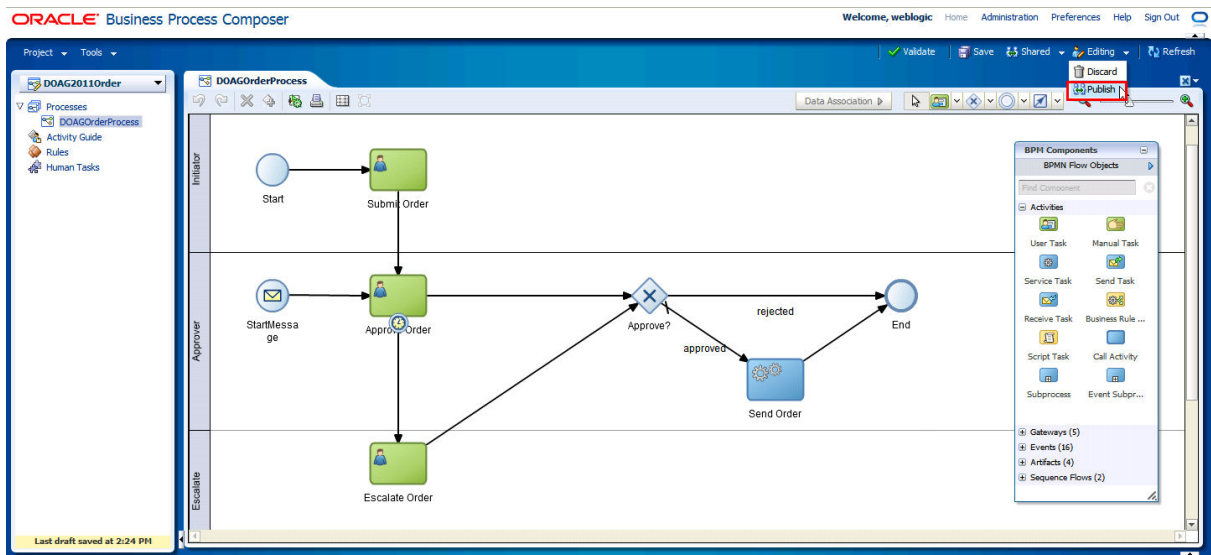 ORACLE Business Process Composer
Welcome, weblogic Home Administration Preferences Help Sign Out
Project Tools
Validate Save Shared Editing Refresh
Discard
Publish
DOAG2011Order
Processes
DOAGOrderProcess
Activity Guide
Rules
Human Tasks
Last draft saved at 2:24 PM
DOAGOrderProcess
Data Association
Initiator
Start
Submit Order
Approver
StartMessa
ge
Approve Order
Approve?
rejected
approved
End
Send Order
Escalate
Escalate Order
BPM Components
BPMN Flow Objects
Find Component
Activities
User Task Manual Task
Service Task Send Task
Receive Task Business Rule ...
Script Task Call Activity
Subprocess Event Subpr...
Gateways (5)
Events (16)
Artifacts (4)
Sequence Flows (2)